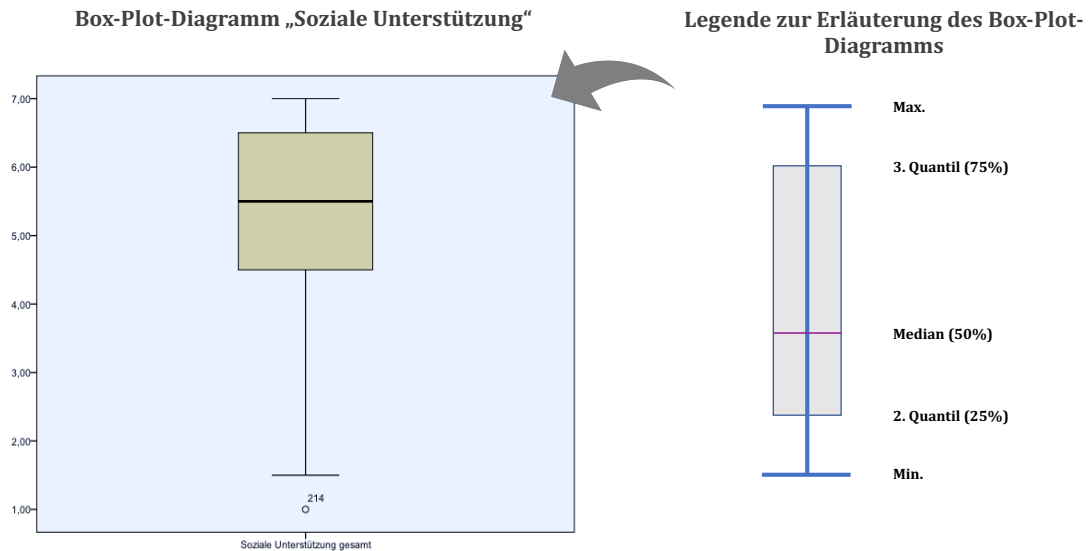 Box-Plot-Diagramm „Soziale Unterstützung“
Legende zur Erläuterung des Box-Plot-
Diagramms
7,00
6,00
5,00
4,00
3,00
2,00
1,00
214
Soziale Unterstützung gesamt
Max.
3. Quantil (75%)
Median (50%)
2. Quantil (25%)
Min.